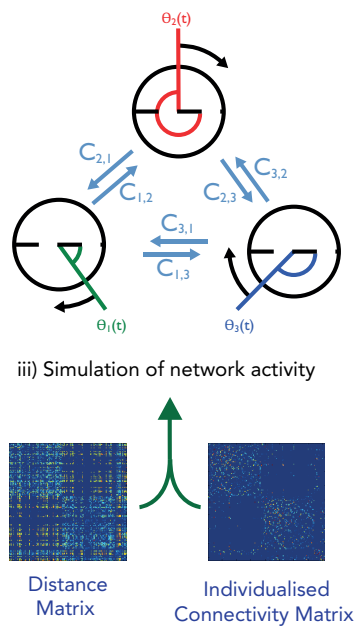 θ₂(t)
C₂,₁
C₁,₂
C₃,₂
C₂,₃
C₃,₁
C₁,₃
θ₁(t)
θ₃(t)
iii) Simulation of network activity
Distance
Matrix
Individualised
Connectivity Matrix